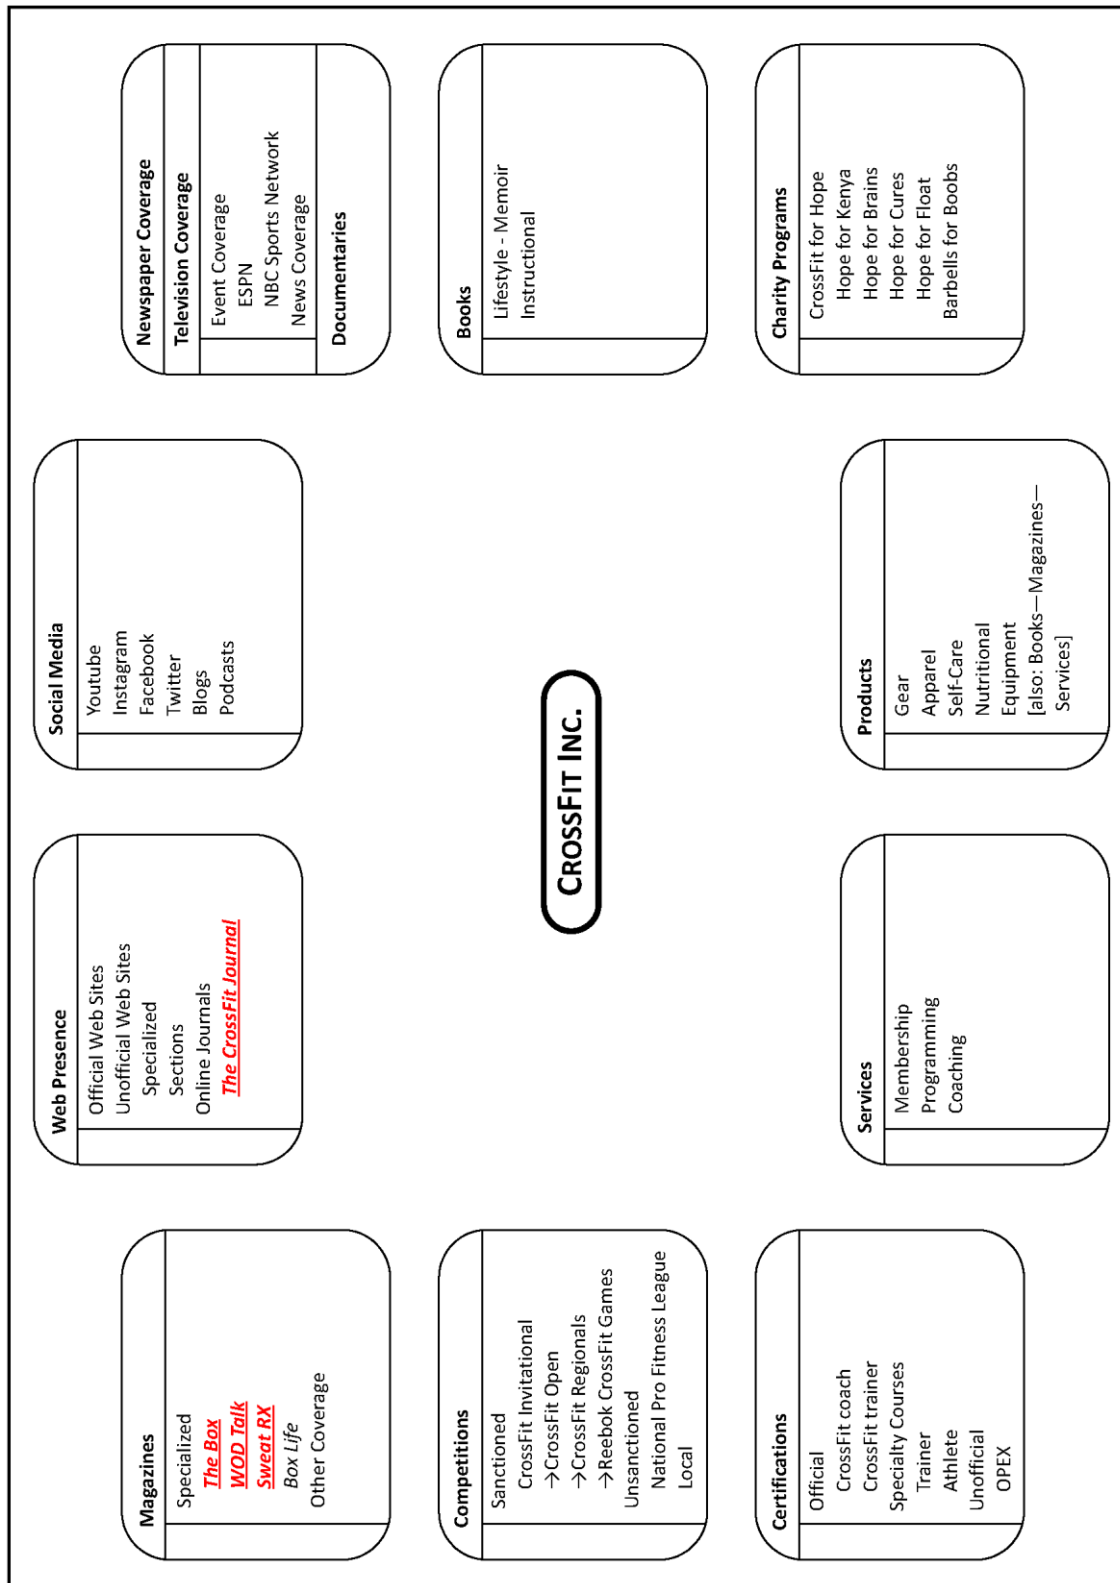 Magazines
Specialized
The Box
WOD Talk
Sweat RX
Box Life
Other Coverage
Web Presence
Official Web Sites
Unofficial Web Sites
Specialized
Sections
Online Journals
The CrossFit Journal
Social Media
Youtube
Instagram
Facebook
Twitter
Blogs
Podcasts
Newspaper Coverage
Television Coverage
Event Coverage
ESPN
NBC Sports Network
News Coverage
Documentaries
Competitions
Sanctioned
CrossFit Invitational
→CrossFit Open
→CrossFit Regionals
→Reebok CrossFit Games
Unsanctioned
National Pro Fitness League
Local
CROSSFIT INC.
Books
Lifestyle - Memoir
Instructional
Certifications
Official
CrossFit coach
CrossFit trainer
Specialty Courses
Trainer
Athlete
Unofficial
OPEX
Services
Membership
Programming
Coaching
Products
Gear
Apparel
Self-Care
Nutritional
Equipment
[also: Books—Magazines—
Services]
Charity Programs
CrossFit for Hope
Hope for Kenya
Hope for Brains
Hope for Cures
Hope for Float
Barbells for Boobs